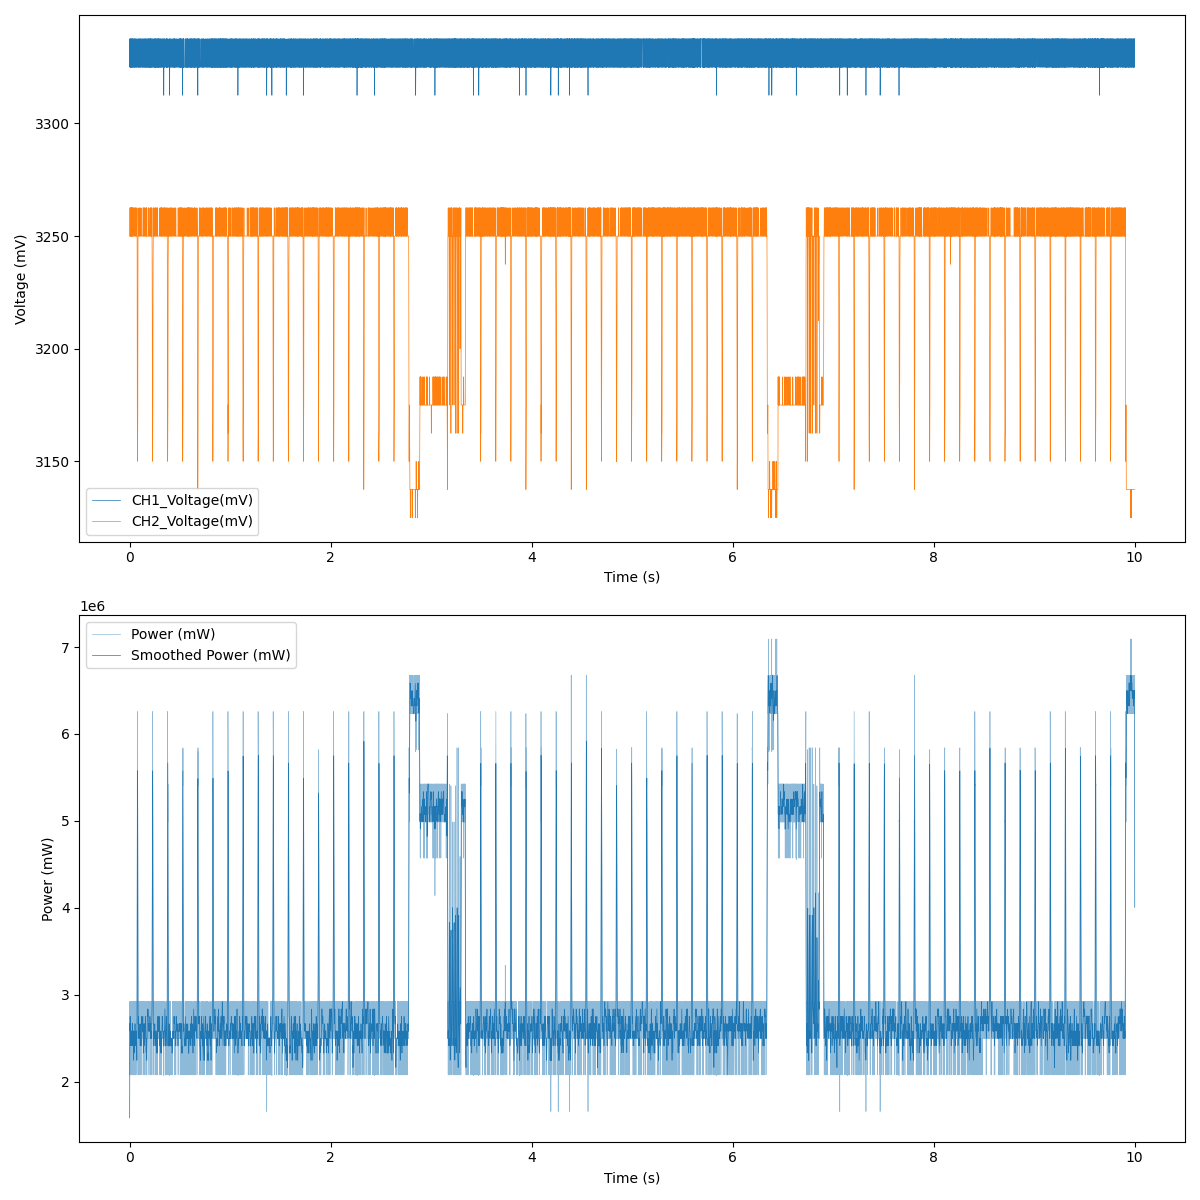 3300
3250
3200
3150
Voltage (mV)
CH1_Voltage(mV)
CH2_Voltage(mV)
0 2 4 6 8 10
Time (s)
1e6
Power (mW)
Smoothed Power (mW)
7
6
5
4
3
2
Power (mW)
0 2 4 6 8 10
Time (s)